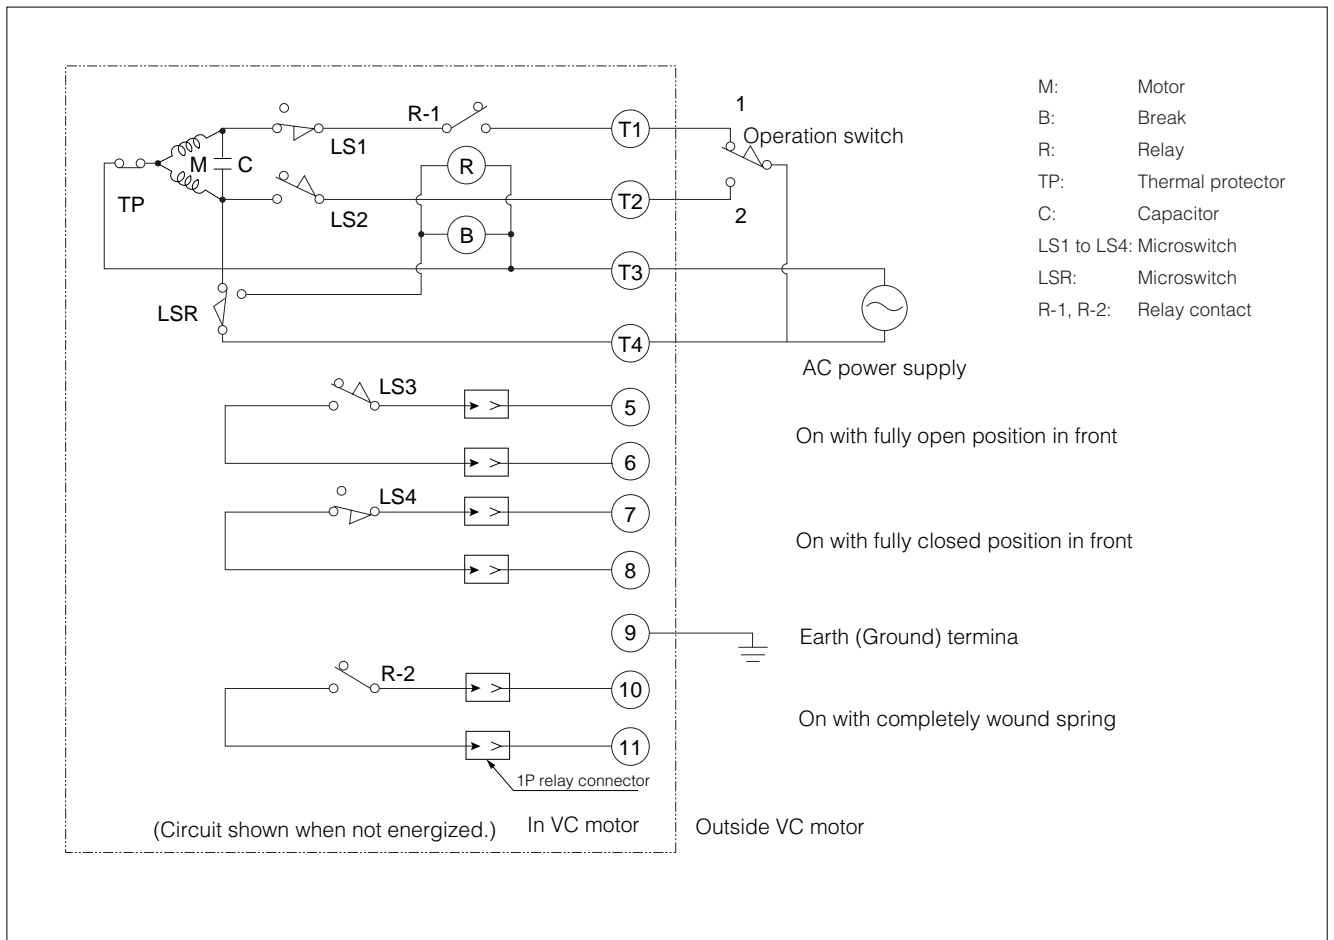 M: Motor
B: Break
R: Relay
TP: Thermal protector
C: Capacitor
LS1 to LS4: Microswitch
LSR: Microswitch
R-1, R-2: Relay contact
R-1
LS1
T1
1
Operation switch
M
C
R
TP
LS2
T2
2
B
T3
LSR
T4
AC power supply
LS3
5
On with fully open position in front
6
LS4
7
On with fully closed position in front
8
9
Earth (Ground) termina
R-2
10
On with completely wound spring
11
1P relay connector
(Circuit shown when not energized.)
In VC motor
Outside VC motor